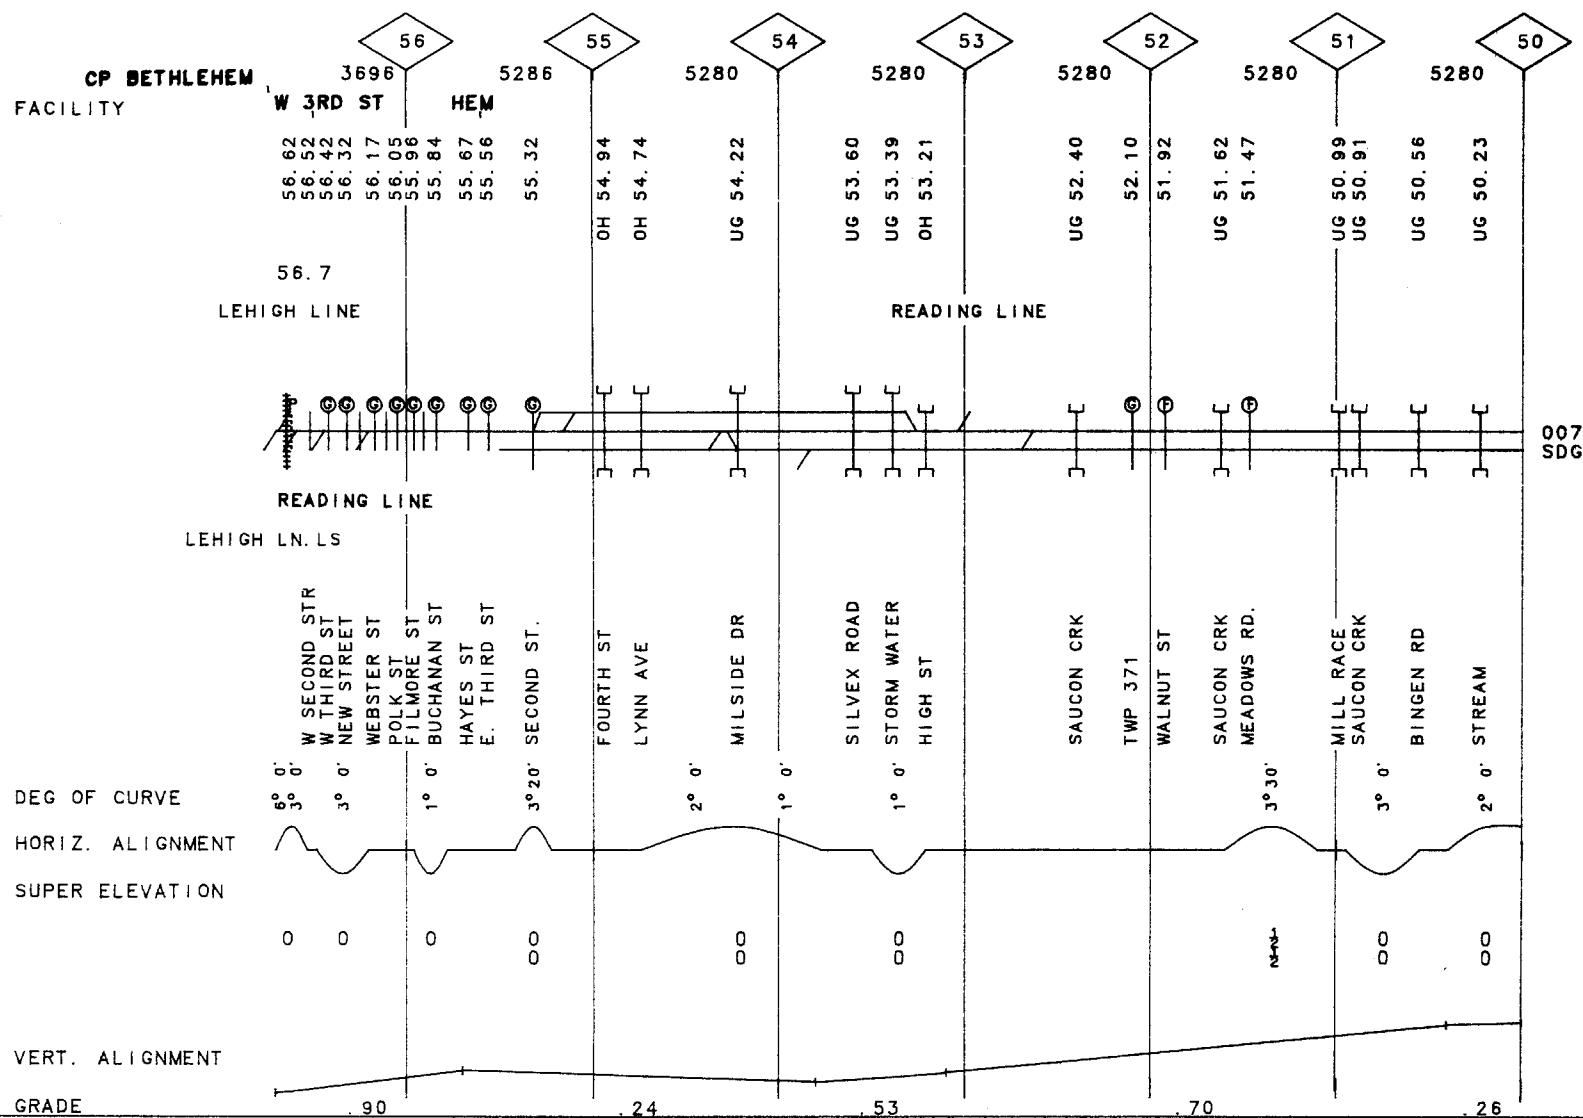 56 55 54 53 52 51 50
CP BETHLEHEM 3696 5286 5280 5280 5280 5280 5280
FACILITY W 3RD ST HEM
56.62
56.52
56.42
56.32
56.17
56.05
55.96
55.84
55.67
55.56
55.32
OH 54.94
OH 54.74
UG 54.22
UG 53.60
UG 53.39
OH 53.21
UG 52.40
52.10
51.92
UG 51.62
51.47
UG 50.99
UG 50.91
UG 50.56
UG 50.23
56.7
LEHIGH LINE READING LINE
P G G G G G G G G G G F F
007
SDG
READING LINE
LEHIGH LN.LS
W SECOND STR
W THIRD ST
NEW STREET
WEBSTER ST
POLK ST
FILMORE ST
BUCHANAN ST
HAYES ST
E. THIRD ST
SECOND ST.
FOURTH ST
LYNN AVE
MILSIDE DR
SILVEX ROAD
STORM WATER
HIGH ST
SAUCON CRK
TWP 371
WALNUT ST
SAUCON CRK
MEADOWS RD.
MILL RACE
SAUCON CRK
BINGEN RD
STREAM
DEG OF CURVE 6° 0' 3° 0' 3° 0' 1° 0' 3°20' 2° 0' 1° 0' 1° 0' 3°30' 3° 0' 2° 0'
HORIZ. ALIGNMENT
SUPER ELEVATION
0 0 0 0 0 0 0 0
0 0 0 0 0
VERT. ALIGNMENT
GRADE .90 .24 .53 .70 .26